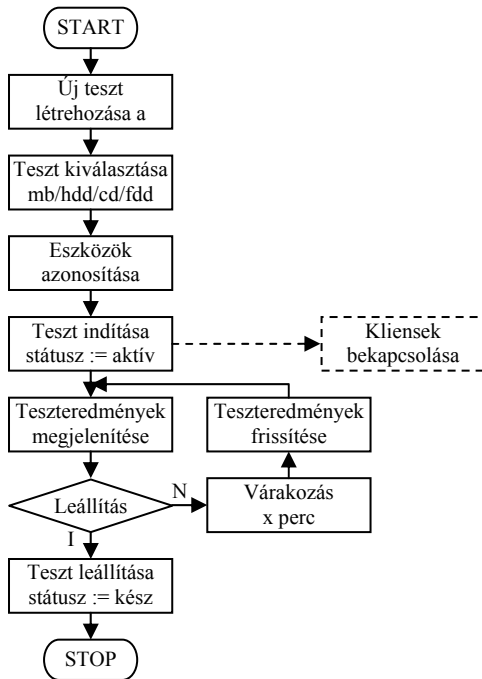 START
Új teszt
létrehozása a
Teszt kiválasztása
mb/hdd/cd/fdd
Eszközök
azonosítása
Teszt indítása
státusz := aktív
Kliensek
bekapcsolása
Teszteredmények
megjelenítése
Teszteredmények
frissítése
Leállítás
N
Várakozás
x perc
I
Teszt leállítása
státusz := kész
STOP